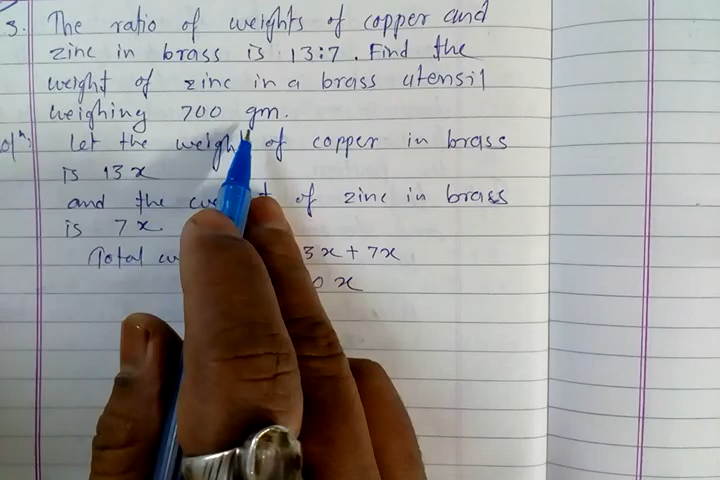 3. The ratio of weights of copper and
zinc in brass is 13:7. Find the
weight of zinc in a brass utensil
weighing 700 gm.
Let the weigh of copper in brass
is 13x
and the of zinc in brass
is 7x.
Total 3x + 7x
0x